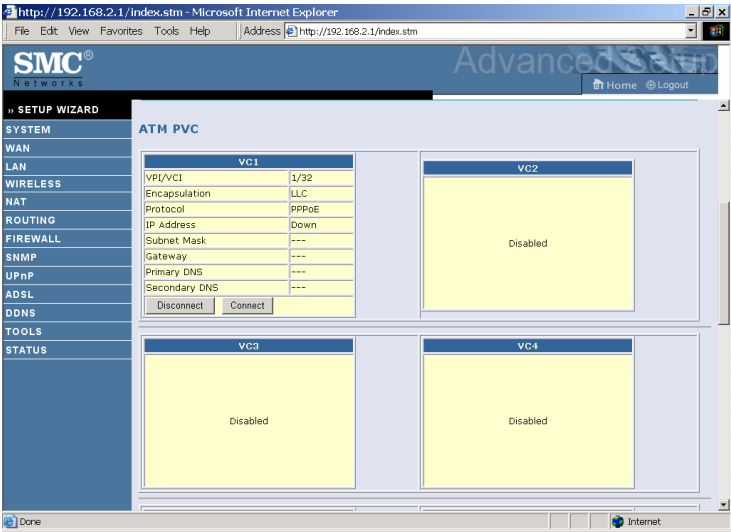 http://192.168.2.1/index.stm - Microsoft Internet Explorer
File Edit View Favorites Tools Help Address http://192.168.2.1/index.stm
SMC®
Networks
Advanced Setup
Home Logout
» SETUP WIZARD
SYSTEM
WAN
LAN
WIRELESS
NAT
ROUTING
FIREWALL
SNMP
UPnP
ADSL
DDNS
TOOLS
STATUS
ATM PVC
VC1
VPI/VCI 1/32
Encapsulation LLC
Protocol PPPoE
IP Address Down
Subnet Mask ---
Gateway ---
Primary DNS ---
Secondary DNS ---
Disconnect Connect
VC2
Disabled
VC3
Disabled
VC4
Disabled
Done Internet